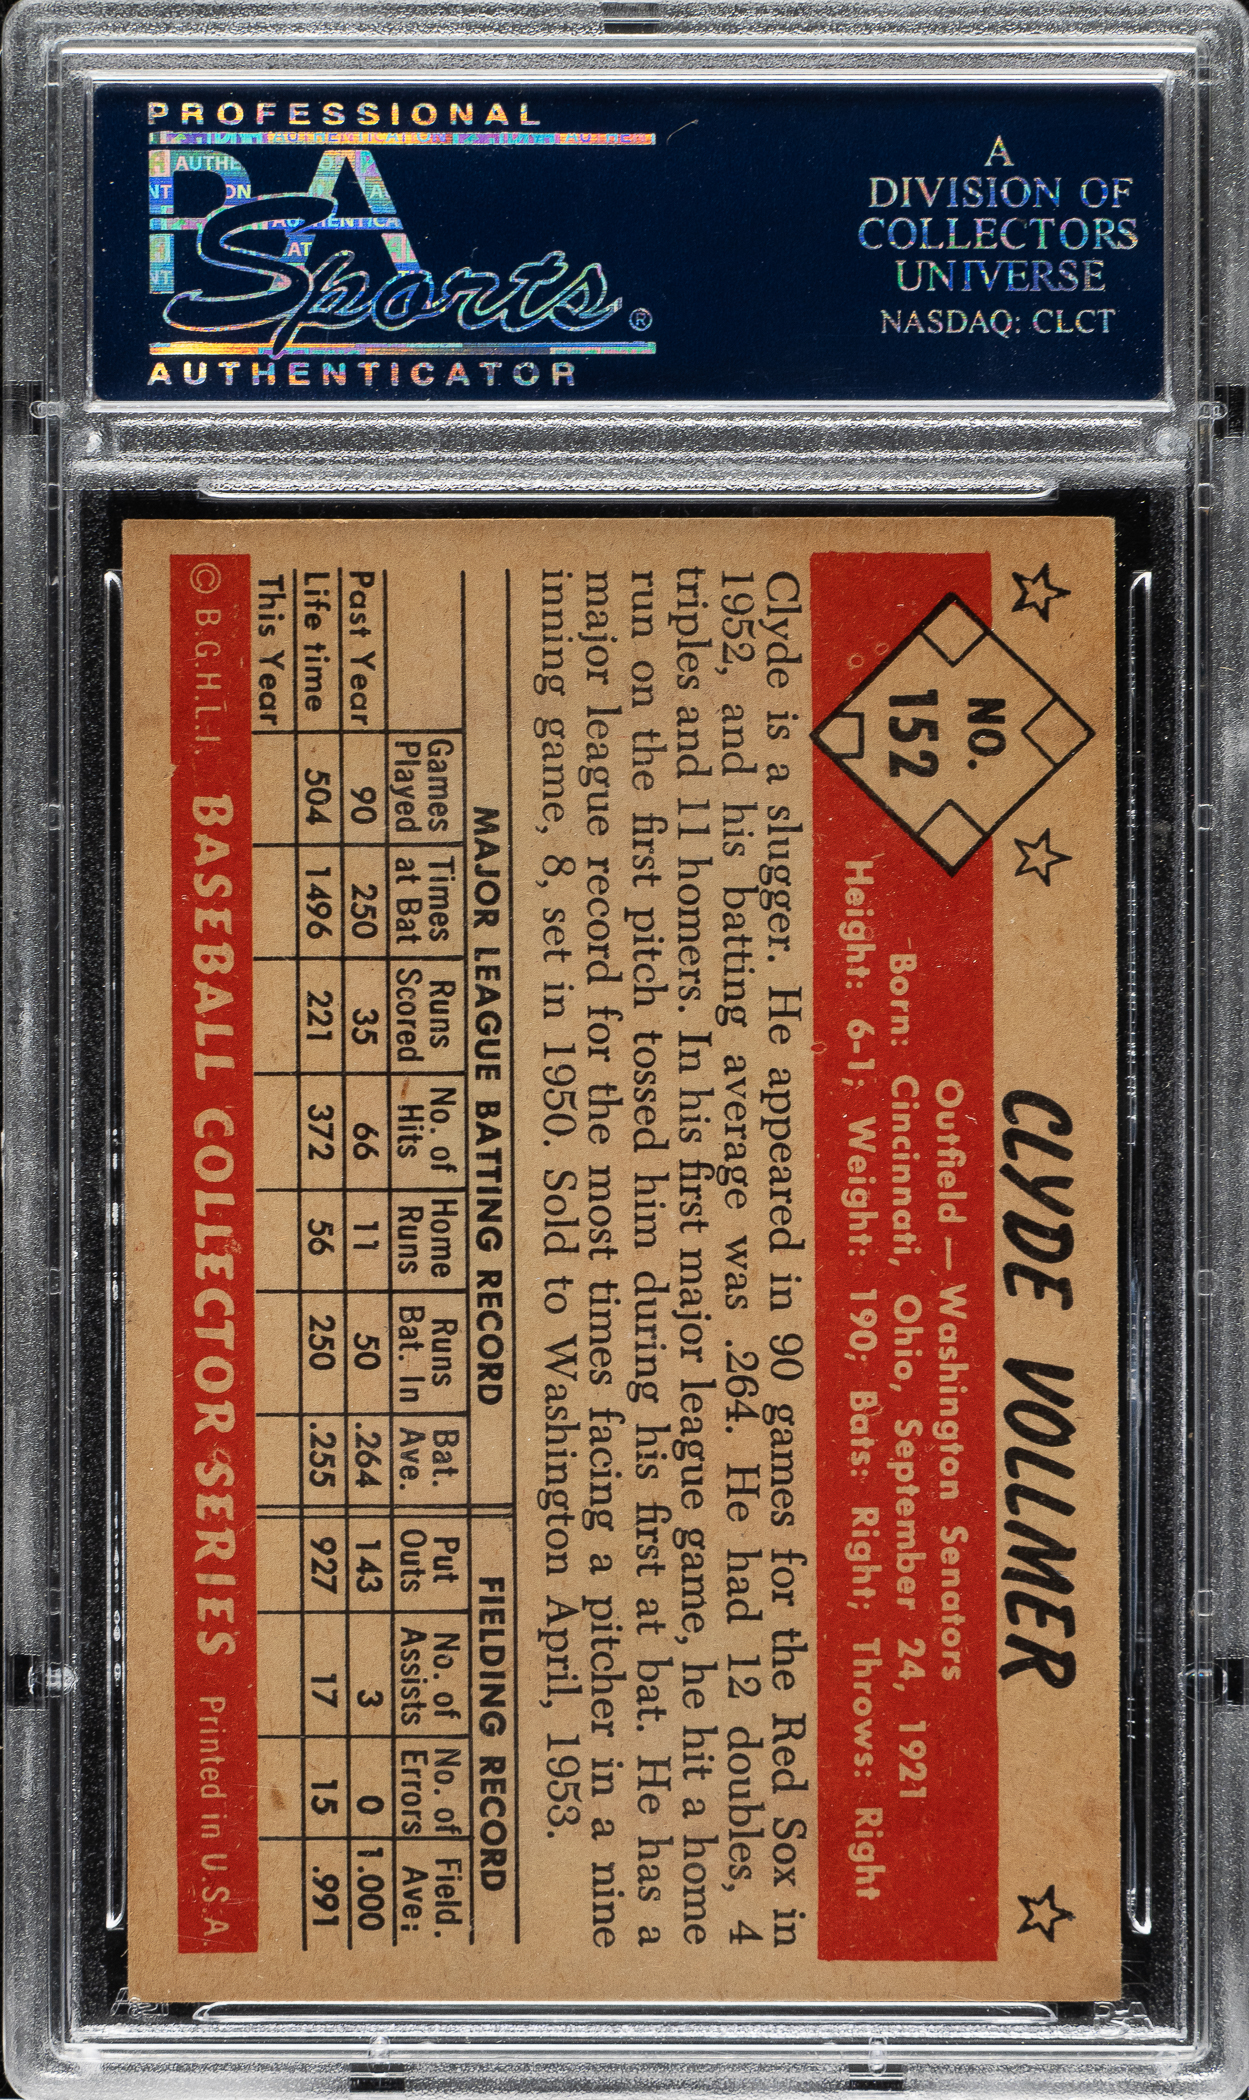 PROFESSIONAL
PSA
Sports®
AUTHENTICATOR
A
DIVISION OF
COLLECTORS
UNIVERSE
NASDAQ: CLCT
CLYDE VOLLMER
NO.
152
Outfield — Washington Senators
Born: Cincinnati, Ohio, September 24, 1921
Height: 6-1; Weight: 190; Bats: Right; Throws: Right
Clyde is a slugger. He appeared in 90 games for the Red Sox in
1952, and his batting average was .264. He had 12 doubles, 4
triples and 11 homers. In his first major league game, he hit a home
run on the first pitch tossed him during his first at bat. He has a
major league record for the most times facing a pitcher in a nine
inning game, 8, set in 1950. Sold to Washington April, 1953.
MAJOR LEAGUE BATTING RECORD FIELDING RECORD
Games Times Runs No. of Home Runs Bat. Put No. of No. of Field.
Played at Bat Scored Hits Runs Bat. In Ave. Outs Assists Errors Ave:
Past Year 90 250 35 66 11 50 .264 143 3 0 1.000
Life time 504 1496 221 372 56 250 .255 927 17 15 .991
This Year
© B.G.H.L.I. BASEBALL COLLECTOR SERIES Printed in U.S.A.